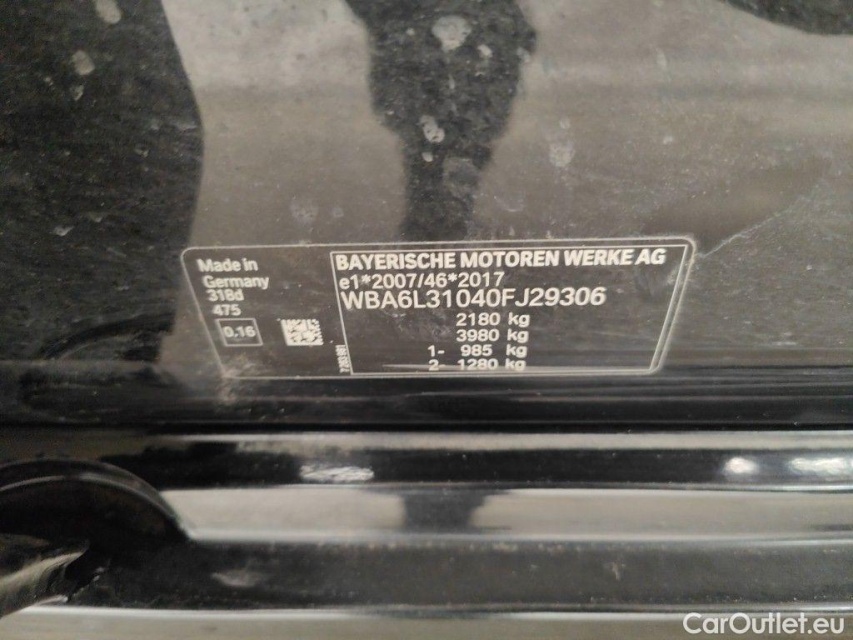 Made in
Germany
318d
475
0.16
BAYERISCHE MOTOREN WERKE AG
e1*2007/46*2017
WBA6L31040FJ29306
2180 kg
3980 kg
1- 985 kg
2- 1280 kg
CarOutlet.eu